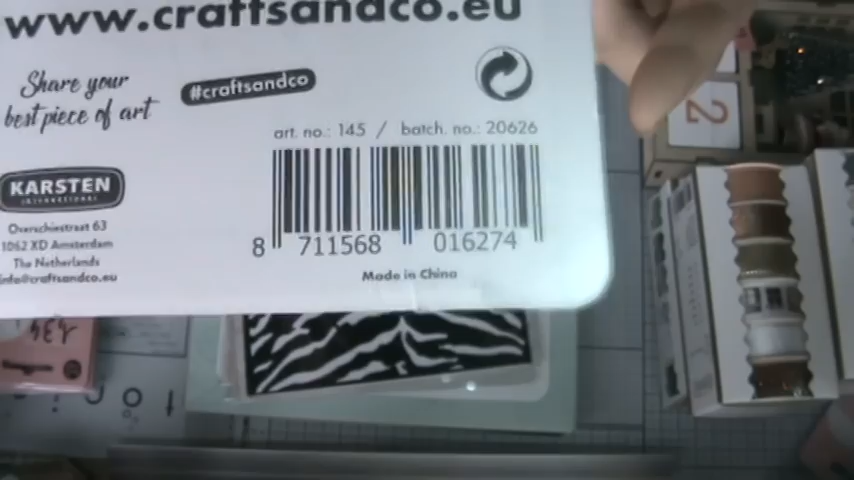 www.craftsandco.eu
Share your
best piece of art
#craftsandco
art. no.: 145 / batch. no.: 20626
8 711568 016274
Made in China
KARSTEN
INTERNATIONAL
Overschiestraat 63
1062 XD Amsterdam
The Netherlands
info@craftsandco.eu
2